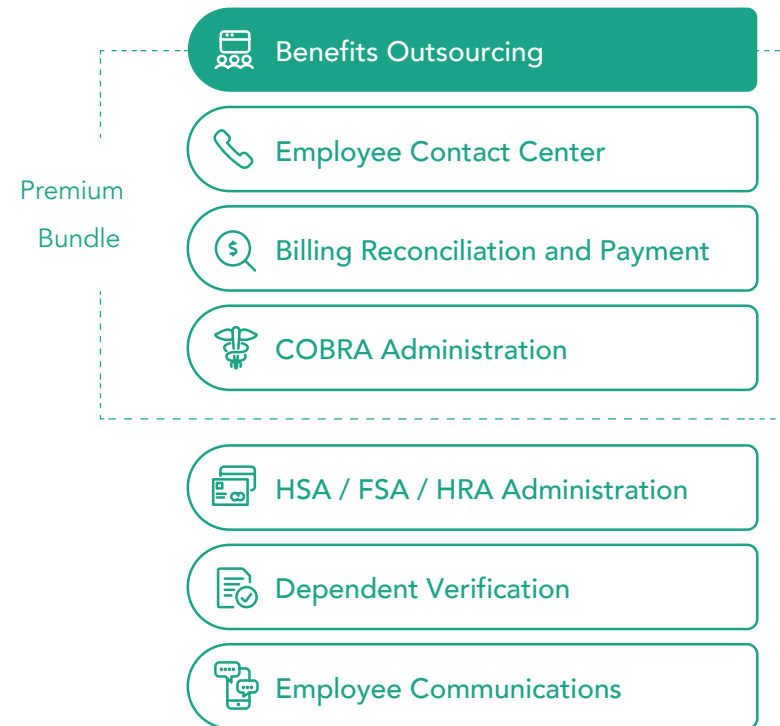 Benefits Outsourcing
Employee Contact Center
Premium
Bundle
Billing Reconciliation and Payment
COBRA Administration
HSA / FSA / HRA Administration
Dependent Verification
Employee Communications